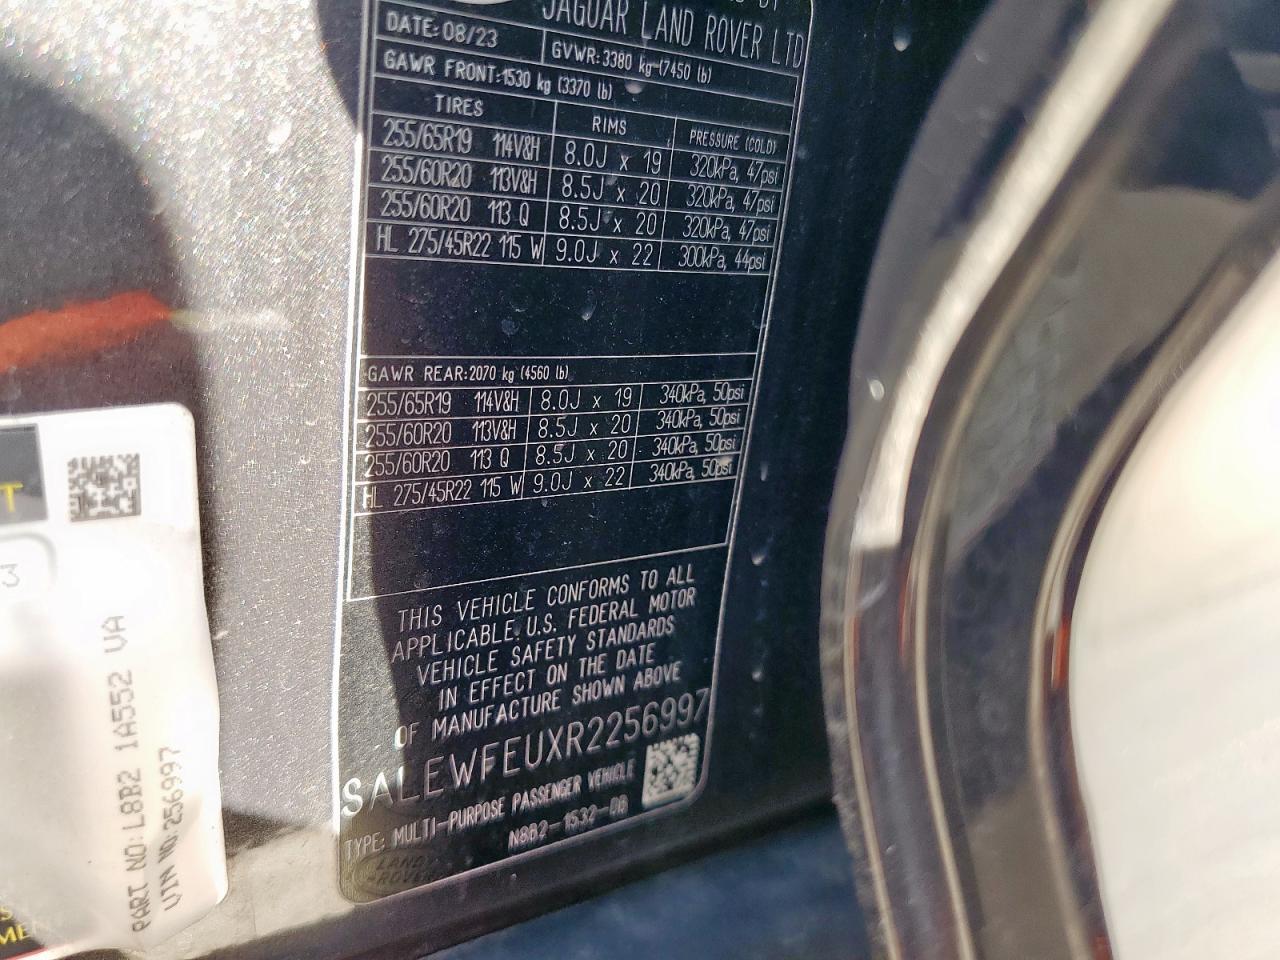 JAGUAR LAND ROVER LTD
DATE: 08/23 GVWR: 3380 kg (7450 lb)
GAWR FRONT: 1530 kg (3370 lb)
TIRES RIMS PRESSURE (COLD)
255/65R19 114V&H 8.0J x 19 320kPa, 47psi
255/60R20 113V&H 8.5J x 20 320kPa, 47psi
255/60R20 113 Q 8.5J x 20 320kPa, 47psi
HL 275/45R22 115 W 9.0J x 22 300kPa, 44psi
GAWR REAR: 2070 kg (4560 lb)
255/65R19 114V&H 8.0J x 19 340kPa, 50psi
255/60R20 113V&H 8.5J x 20 340kPa, 50psi
255/60R20 113 Q 8.5J x 20 340kPa, 50psi
HL 275/45R22 115 W 9.0J x 22 340kPa, 50psi
THIS VEHICLE CONFORMS TO ALL
APPLICABLE U.S. FEDERAL MOTOR
VEHICLE SAFETY STANDARDS
IN EFFECT ON THE DATE
OF MANUFACTURE SHOWN ABOVE
SALEWFEUXR2256997
TYPE: MULTI-PURPOSE PASSENGER VEHICLE
N8B2-1532-DB
LAND
ROVER
T
3
PART NO: L8B2 1A552 VA
VIN NO: 256997